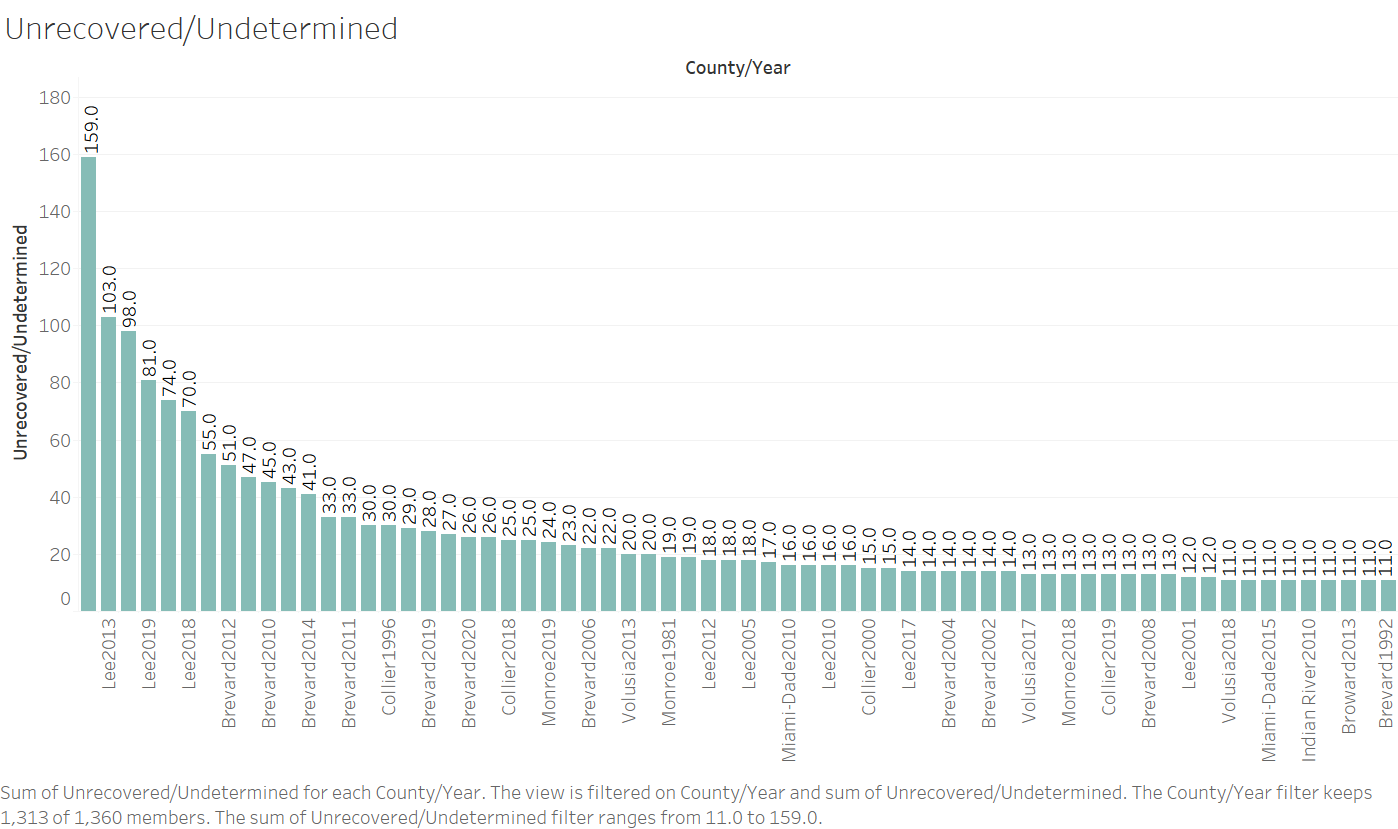 Unrecovered/Undetermined
County/Year
Unrecovered/Undetermined
180
160
140
120
100
80
60
40
20
0
159.0
103.0
98.0
81.0
74.0
70.0
55.0
51.0
47.0
45.0
43.0
41.0
33.0
33.0
30.0
30.0
29.0
28.0
27.0
26.0
26.0
25.0
25.0
24.0
23.0
22.0
22.0
20.0
20.0
19.0
19.0
18.0
18.0
18.0
17.0
16.0
16.0
16.0
16.0
15.0
15.0
14.0
14.0
14.0
14.0
14.0
14.0
13.0
13.0
13.0
13.0
13.0
13.0
13.0
13.0
12.0
12.0
11.0
11.0
11.0
11.0
11.0
11.0
11.0
11.0
11.0
Lee2013
Lee2019
Lee2018
Brevard2012
Brevard2010
Brevard2014
Brevard2011
Collier1996
Brevard2019
Brevard2020
Collier2018
Monroe2019
Brevard2006
Volusia2013
Monroe1981
Lee2012
Lee2005
Miami-Dade2010
Lee2010
Collier2000
Lee2017
Brevard2004
Brevard2002
Volusia2017
Monroe2018
Collier2019
Brevard2008
Lee2001
Volusia2018
Miami-Dade2015
Indian River2010
Broward2013
Brevard1992
Sum of Unrecovered/Undetermined for each County/Year. The view is filtered on County/Year and sum of Unrecovered/Undetermined. The County/Year filter keeps
1,313 of 1,360 members. The sum of Unrecovered/Undetermined filter ranges from 11.0 to 159.0.